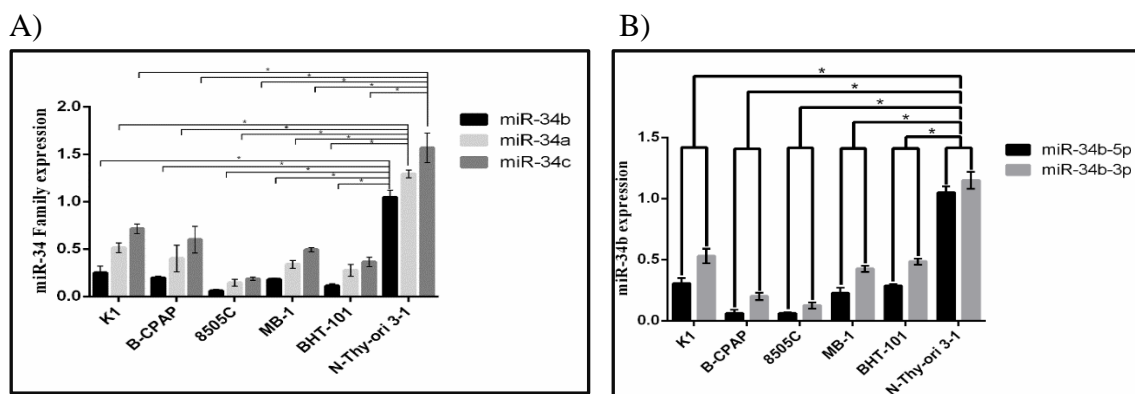 A)
B)
miR-34 Family expression
2.0
1.5
1.0
0.5
0.0
K1
B-CPAP
8505C
MB-1
BHT-101
N-Thy-ori 3-1
miR-34b
miR-34a
miR-34c
* * * * *
* * * * *
* * * * *
miR-34b expression
1.5
1.0
0.5
0.0
K1
B-CPAP
8505C
MB-1
BHT-101
N-Thy-ori 3-1
miR-34b-5p
miR-34b-3p
*
*
*
*
*